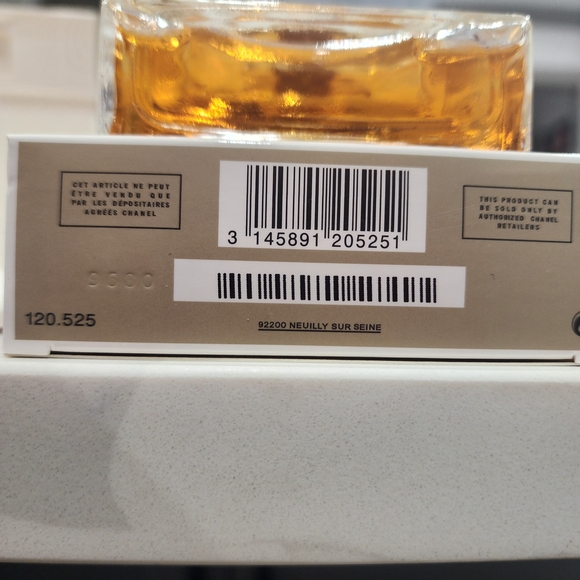 CET ARTICLE NE PEUT
ÊTRE VENDU QUE
PAR LES DÉPOSITAIRES
AGRÉÉS CHANEL
3 145891 205251
THIS PRODUCT CAN
BE SOLD ONLY BY
AUTHORIZED CHANEL
RETAILERS
120.525
92200 NEUILLY SUR SEINE